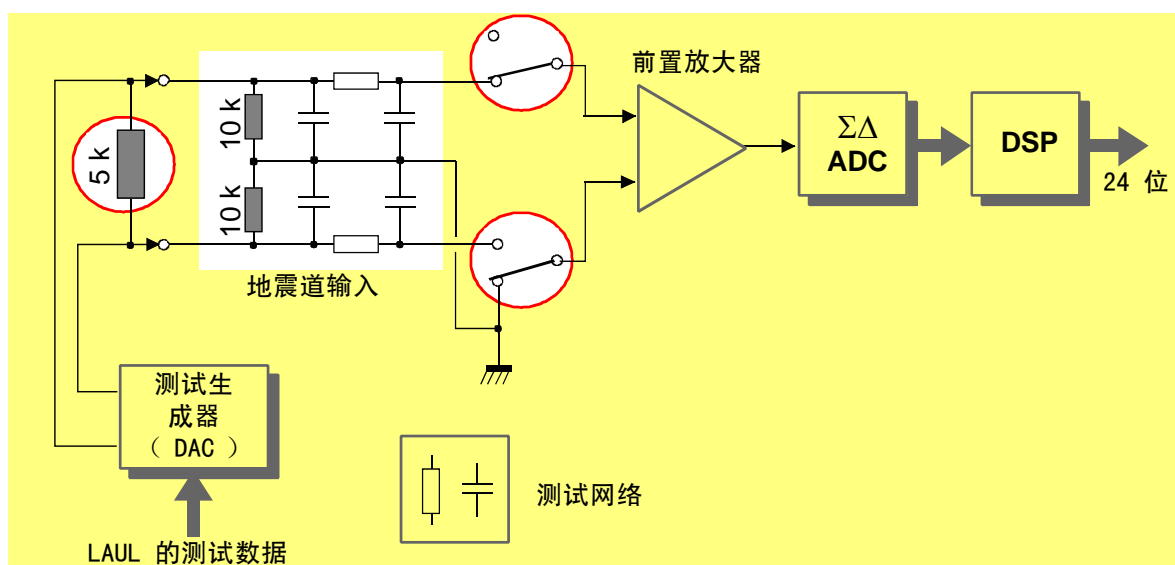 前置放大器
10 k
5 k
10 k
ΣΔ
ADC
DSP
24 位
地震道输入
测试生
成器
( DAC )
测试网络
LAUL 的测试数据